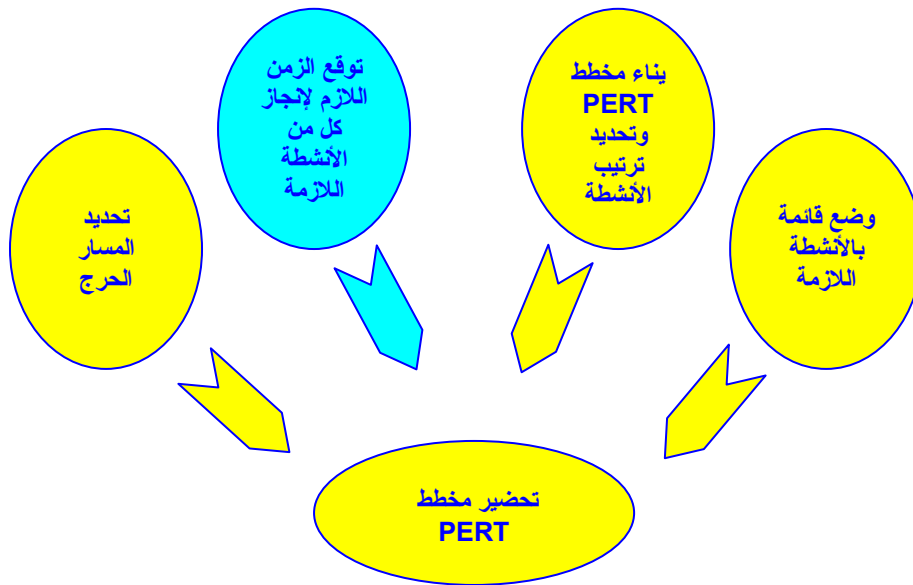 وضع قائمة
بالأنشطة
اللازمة
يناء مخطط
PERT
وتحديد
ترتيب
الأنشطة
توقع الزمن
اللازم لإنجاز
كل من
الأنشطة
اللازمة
تحديد
المسار
الحرج
تحضير مخطط
PERT